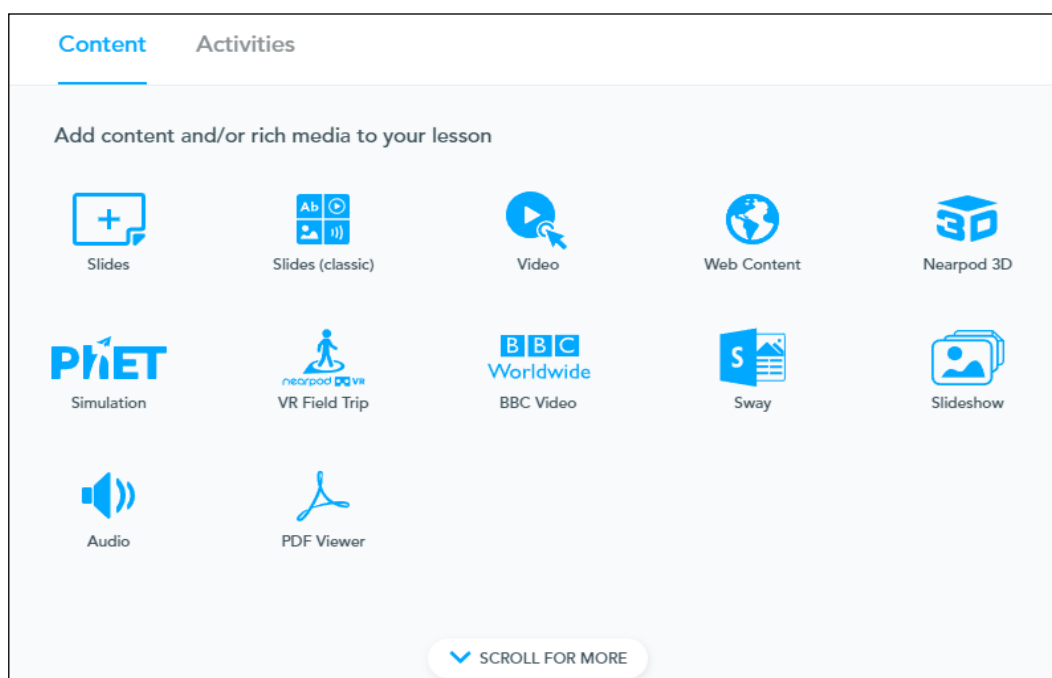 Content Activities
Add content and/or rich media to your lesson
Ab
3D
Slides Slides (classic) Video Web Content Nearpod 3D
PhET nearpod VR BBC
Worldwide S
Simulation VR Field Trip BBC Video Sway Slideshow
Audio PDF Viewer
SCROLL FOR MORE